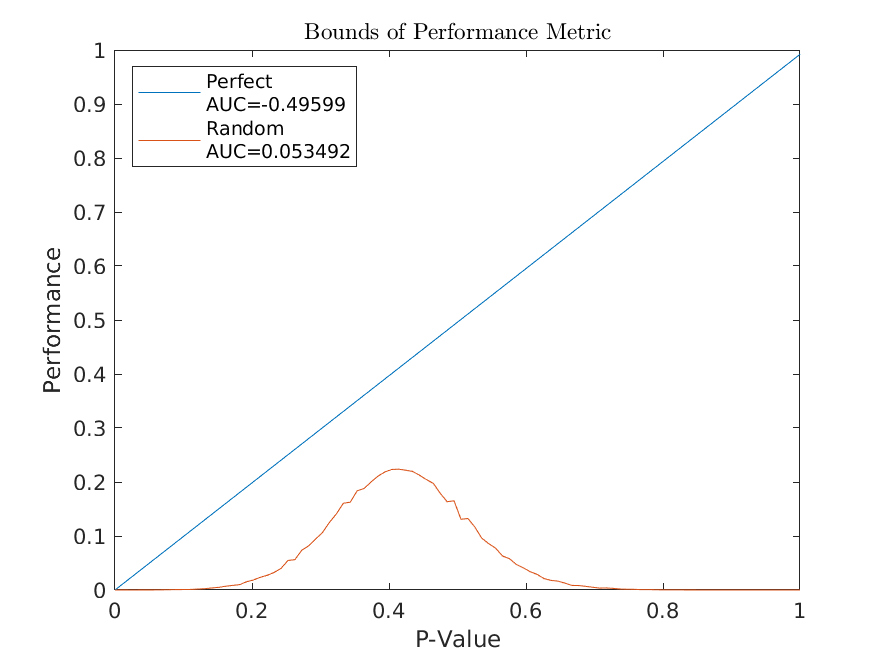 Bounds of Performance Metric
Perfect
AUC=-0.49599
Random
AUC=0.053492
Performance
1
0.9
0.8
0.7
0.6
0.5
0.4
0.3
0.2
0.1
0
0 0.2 0.4 0.6 0.8 1
P-Value